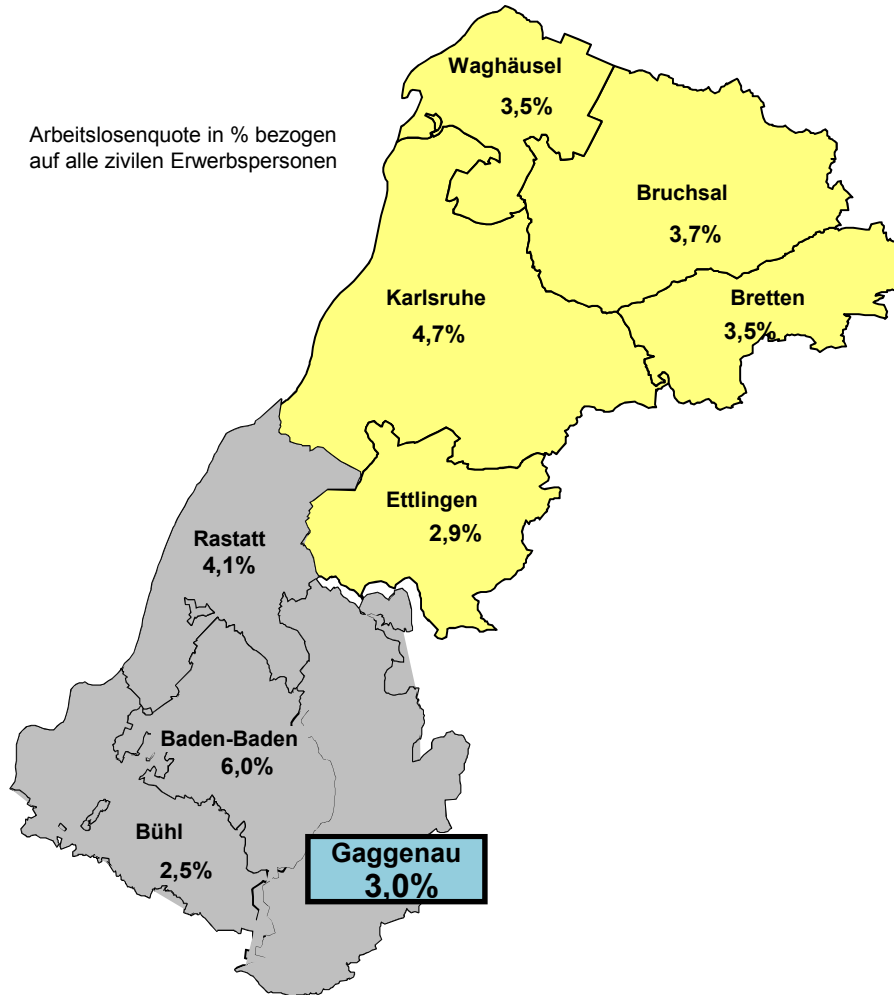 Waghäusel
3,5%
Arbeitslosenquote in % bezogen
auf alle zivilen Erwerbspersonen
Bruchsal
3,7%
Karlsruhe
4,7%
Bretten
3,5%
Ettlingen
2,9%
Rastatt
4,1%
Baden-Baden
6,0%
Bühl
2,5%
Gaggenau
3,0%